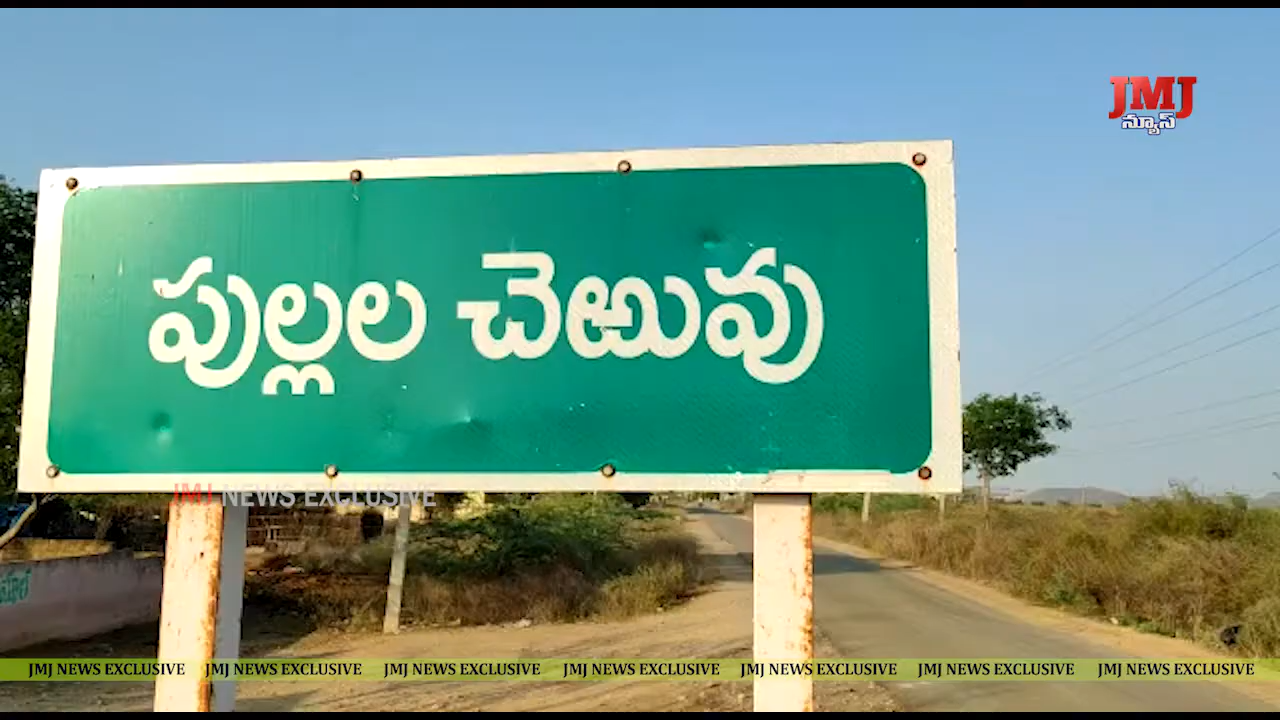 JMJ
న్యూస్
పుల్లల చెఱువు
JMJ NEWS EXCLUSIVE
JMJ NEWS EXCLUSIVE JMJ NEWS EXCLUSIVE JMJ NEWS EXCLUSIVE JMJ NEWS EXCLUSIVE JMJ NEWS EXCLUSIVE JMJ NEWS EXCLUSIVE JMJ NEWS EXCLUSIVE